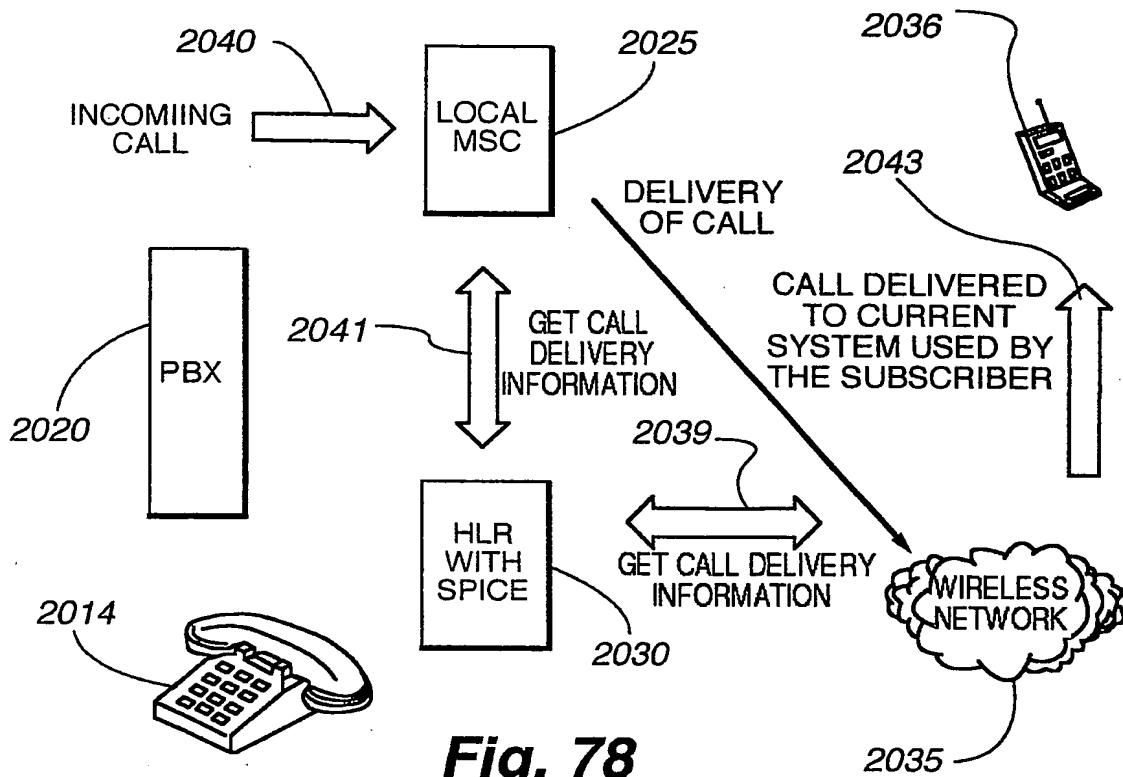 2040
2025
2036
INCOMIING
CALL
LOCAL
MSC
2043
DELIVERY
OF CALL
PBX
2041
GET CALL
DELIVERY
INFORMATION
CALL DELIVERED
TO CURRENT
SYSTEM USED BY
THE SUBSCRIBER
2020
2039
HLR
WITH
SPICE
GET CALL DELIVERY
INFORMATION
WIRELESS
NETWORK
2014
2030
2035
Fig. 78